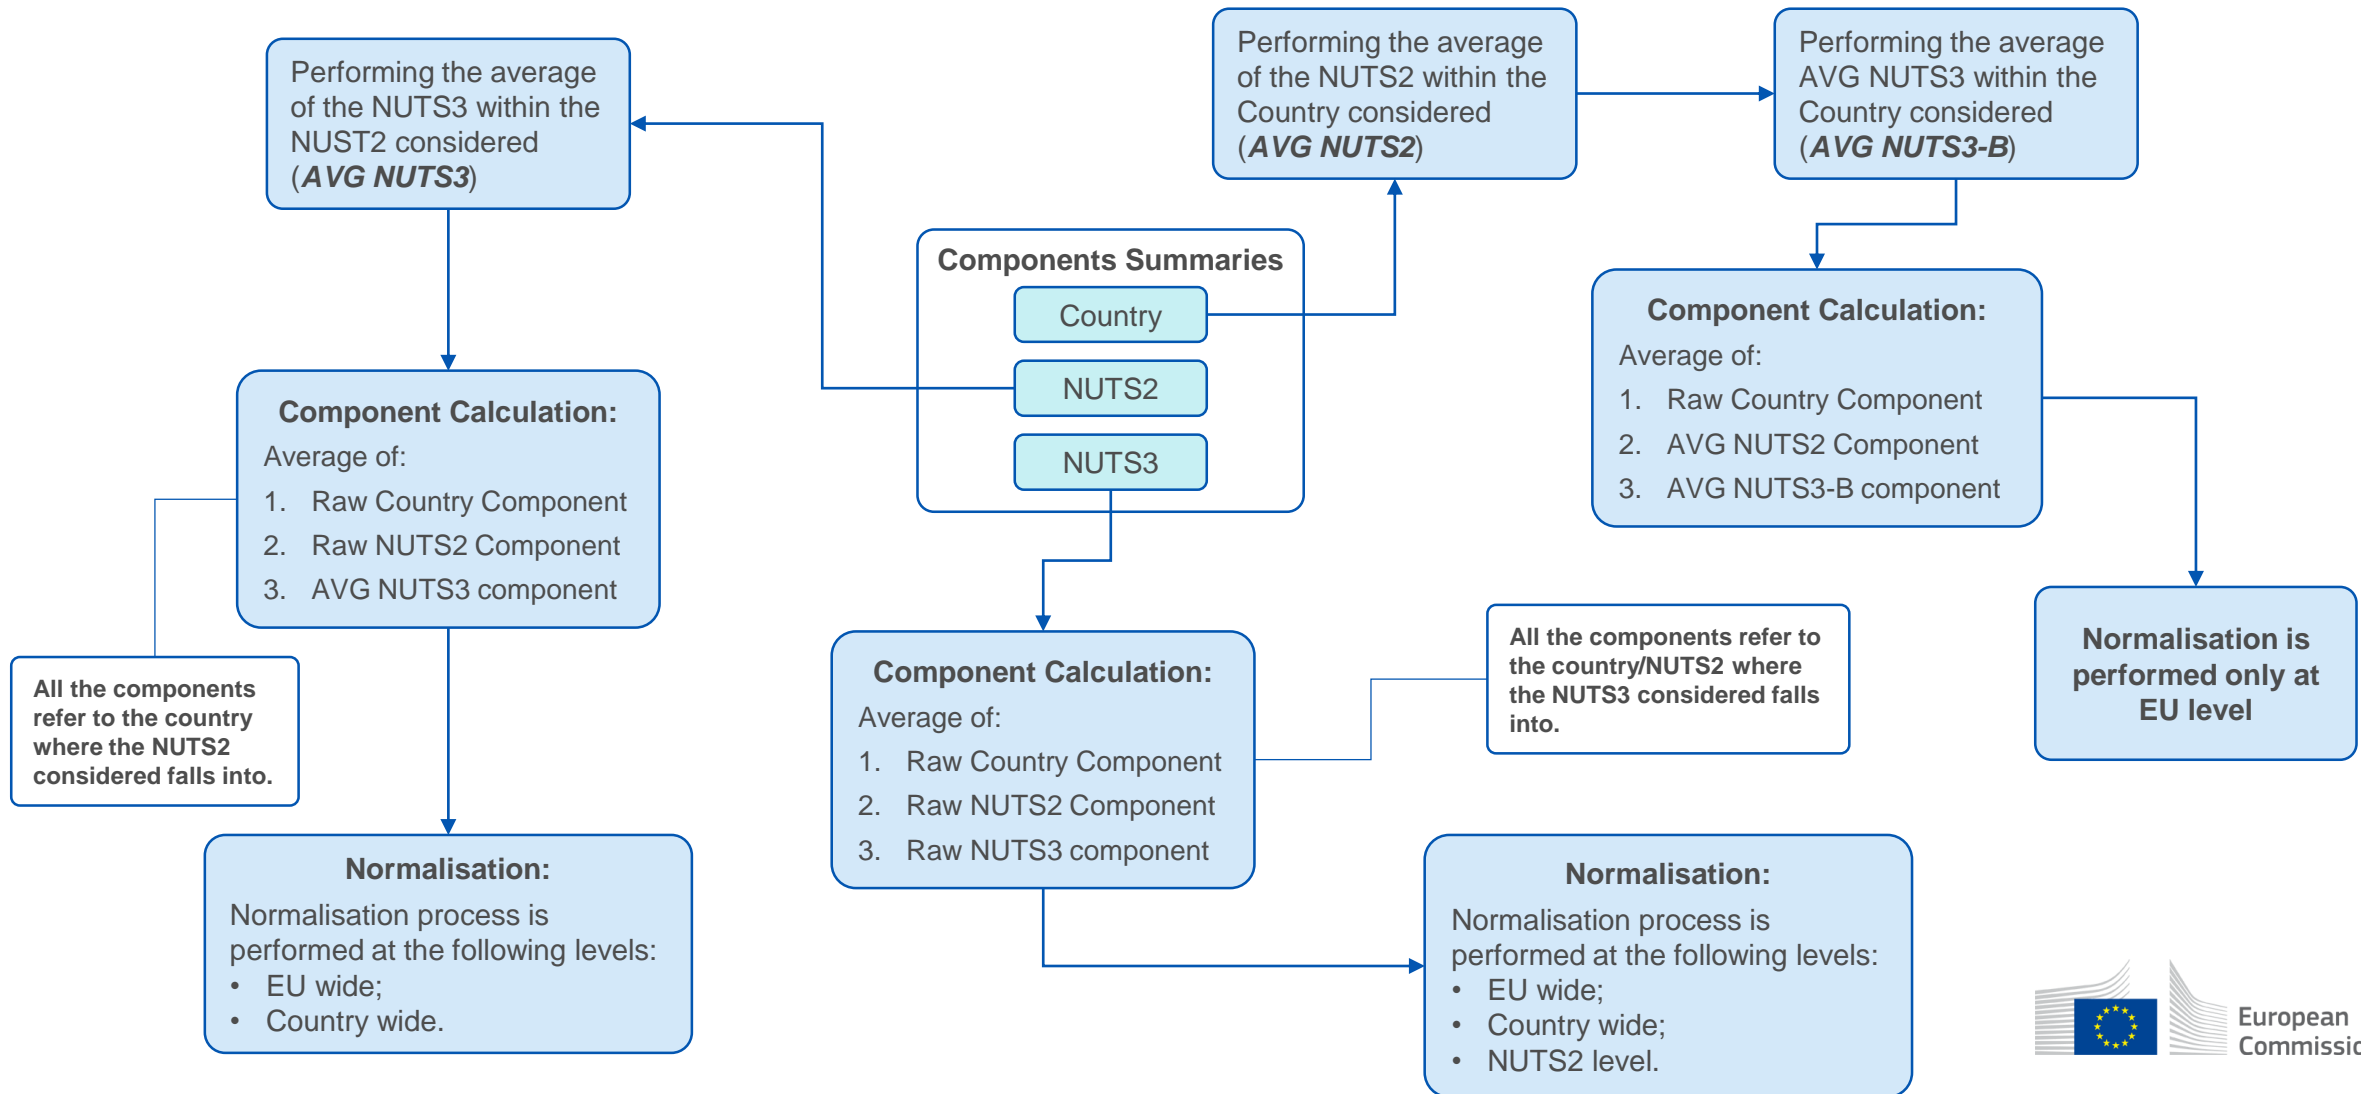 Performing the average
of the NUTS3 within the
NUST2 considered
(AVG NUTS3)
Performing the average
of the NUTS2 within the
Country considered
(AVG NUTS2)
Performing the average
AVG NUTS3 within the
Country considered
(AVG NUTS3-B)
Components Summaries
Country
NUTS2
NUTS3
Component Calculation:
Average of:
1. Raw Country Component
2. AVG NUTS2 Component
3. AVG NUTS3-B component
Component Calculation:
Average of:
1. Raw Country Component
2. Raw NUTS2 Component
3. AVG NUTS3 component
All the components
refer to the country
where the NUTS2
considered falls into.
Component Calculation:
Average of:
1. Raw Country Component
2. Raw NUTS2 Component
3. Raw NUTS3 component
All the components refer to
the country/NUTS2 where
the NUTS3 considered falls
into.
Normalisation is
performed only at
EU level
Normalisation:
Normalisation process is
performed at the following levels:
• EU wide;
• Country wide.
Normalisation:
Normalisation process is
performed at the following levels:
• EU wide;
• Country wide;
• NUTS2 level.
European
Commissi